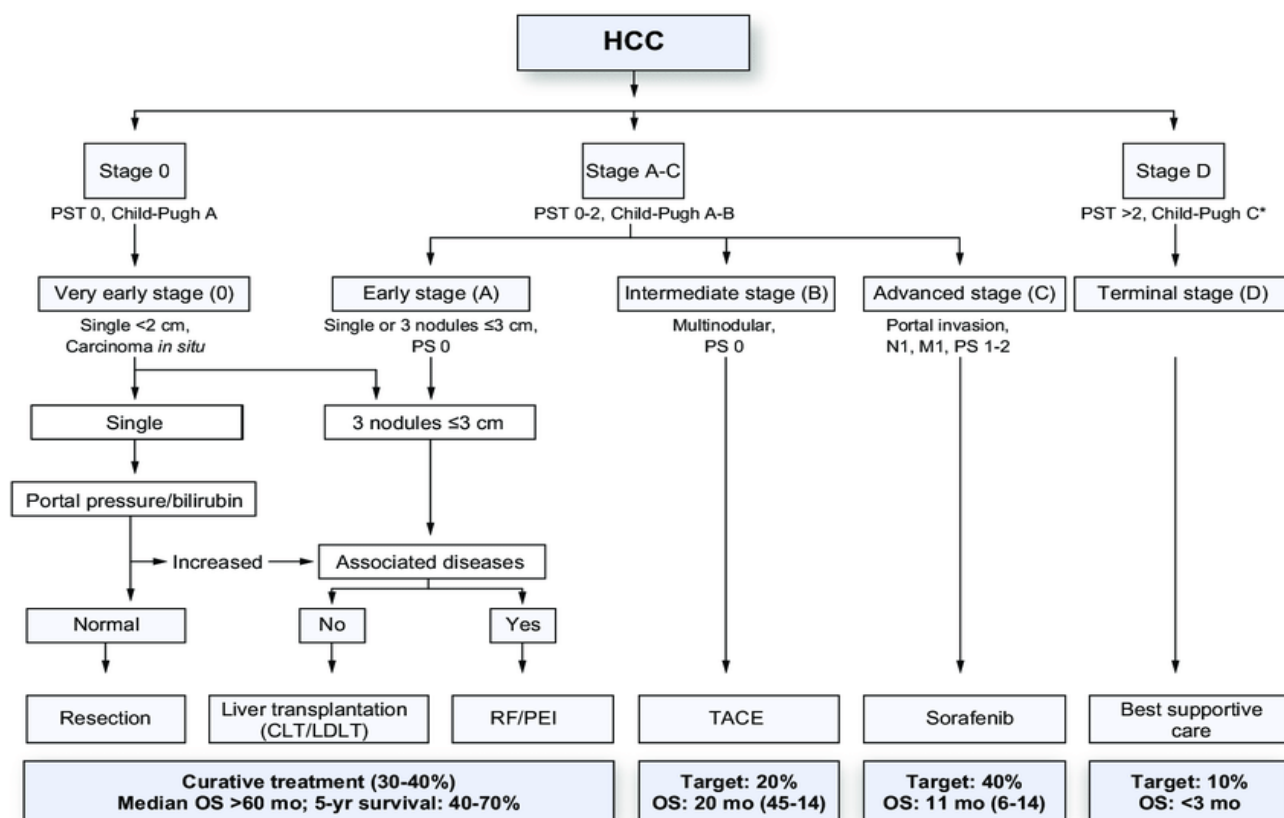 HCC
Stage 0
Stage A-C
Stage D
PST 0, Child-Pugh A
PST 0-2, Child-Pugh A-B
PST >2, Child-Pugh C*
Very early stage (0)
Early stage (A)
Intermediate stage (B)
Advanced stage (C)
Terminal stage (D)
Single <2 cm,
Carcinoma in situ
Single or 3 nodules ≤3 cm,
PS 0
Multinodular,
PS 0
Portal invasion,
N1, M1, PS 1-2
Single
3 nodules ≤3 cm
Portal pressure/bilirubin
Increased
Associated diseases
Normal
No
Yes
Resection
Liver transplantation
(CLT/LDLT)
RF/PEI
TACE
Sorafenib
Best supportive
care
Curative treatment (30-40%)
Median OS >60 mo; 5-yr survival: 40-70%
Target: 20%
OS: 20 mo (45-14)
Target: 40%
OS: 11 mo (6-14)
Target: 10%
OS: <3 mo